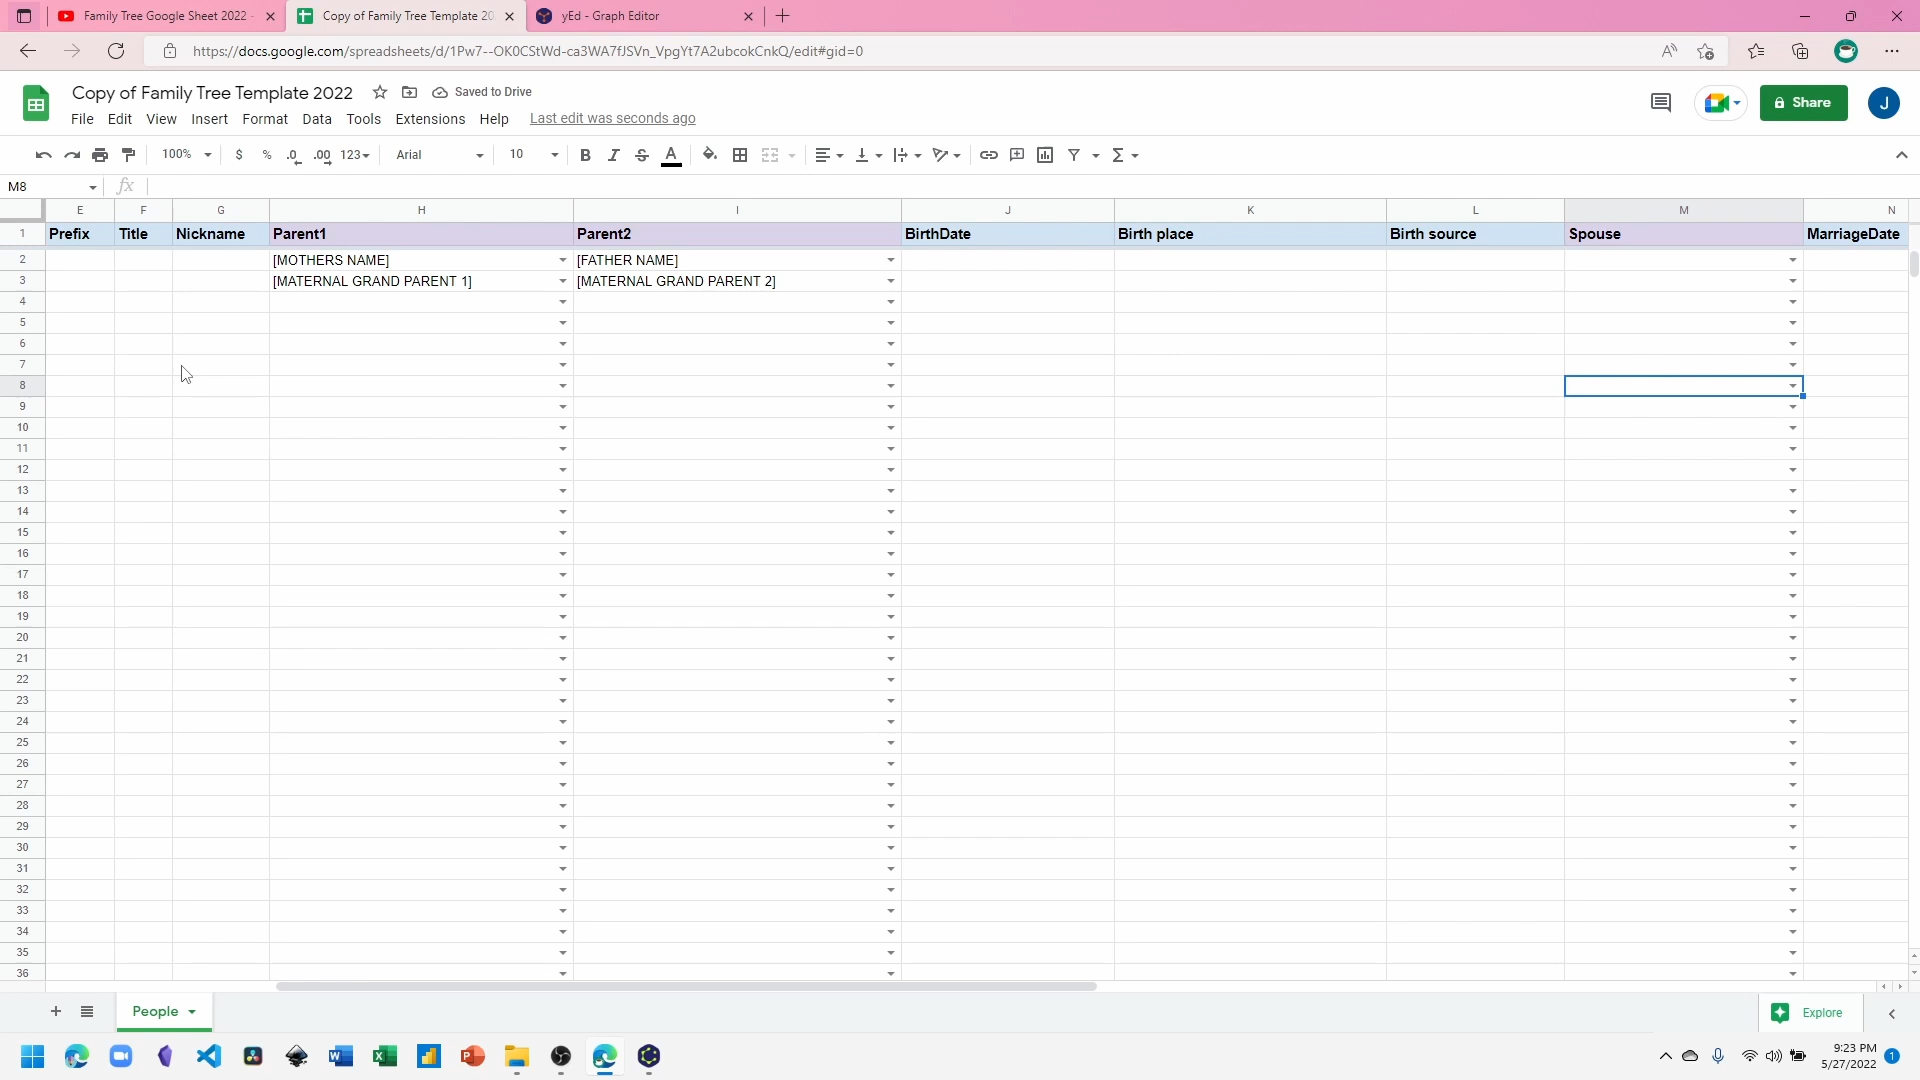 Family Tree Google Sheet 2022 -
Copy of Family Tree Template 20
yEd - Graph Editor
https://docs.google.com/spreadsheets/d/1Pw7--OK0CStWd-ca3WA7fJSVn_VpgYt7A2ubcokCnkQ/edit#gid=0
Copy of Family Tree Template 2022
Saved to Drive
Share
J
File Edit View Insert Format Data Tools Extensions Help Last edit was seconds ago
100% $ % .0 .00 123 Arial 10 B I S A
M8 fx
E F G H I J K L M N
1 Prefix Title Nickname Parent1 Parent2 BirthDate Birth place Birth source Spouse MarriageDate
2 [MOTHERS NAME] [FATHER NAME]
3 [MATERNAL GRAND PARENT 1] [MATERNAL GRAND PARENT 2]
4
5
6
7
8
9
10
11
12
13
14
15
16
17
18
19
20
21
22
23
24
25
26
27
28
29
30
31
32
33
34
35
36
People
Explore
9:23 PM
5/27/2022
1